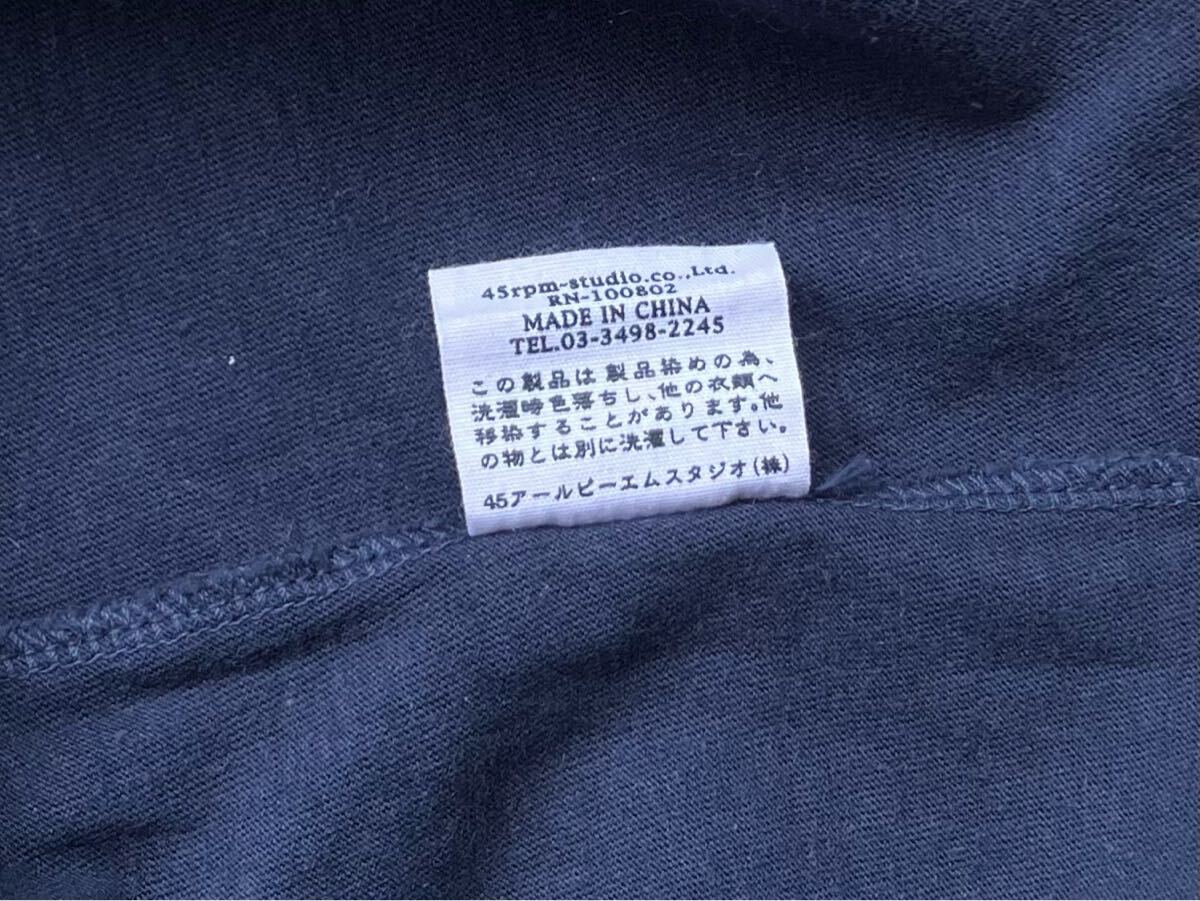 45rpm-studio.co.,Ltd.
RN-100802
MADE IN CHINA
TEL.03-3498-2245
この製品は製品染めの為、
洗濯時色落ちし、他の衣類へ
移染することがあります。他
の物とは別に洗濯して下さい。
45アールピーエムスタジオ(株)